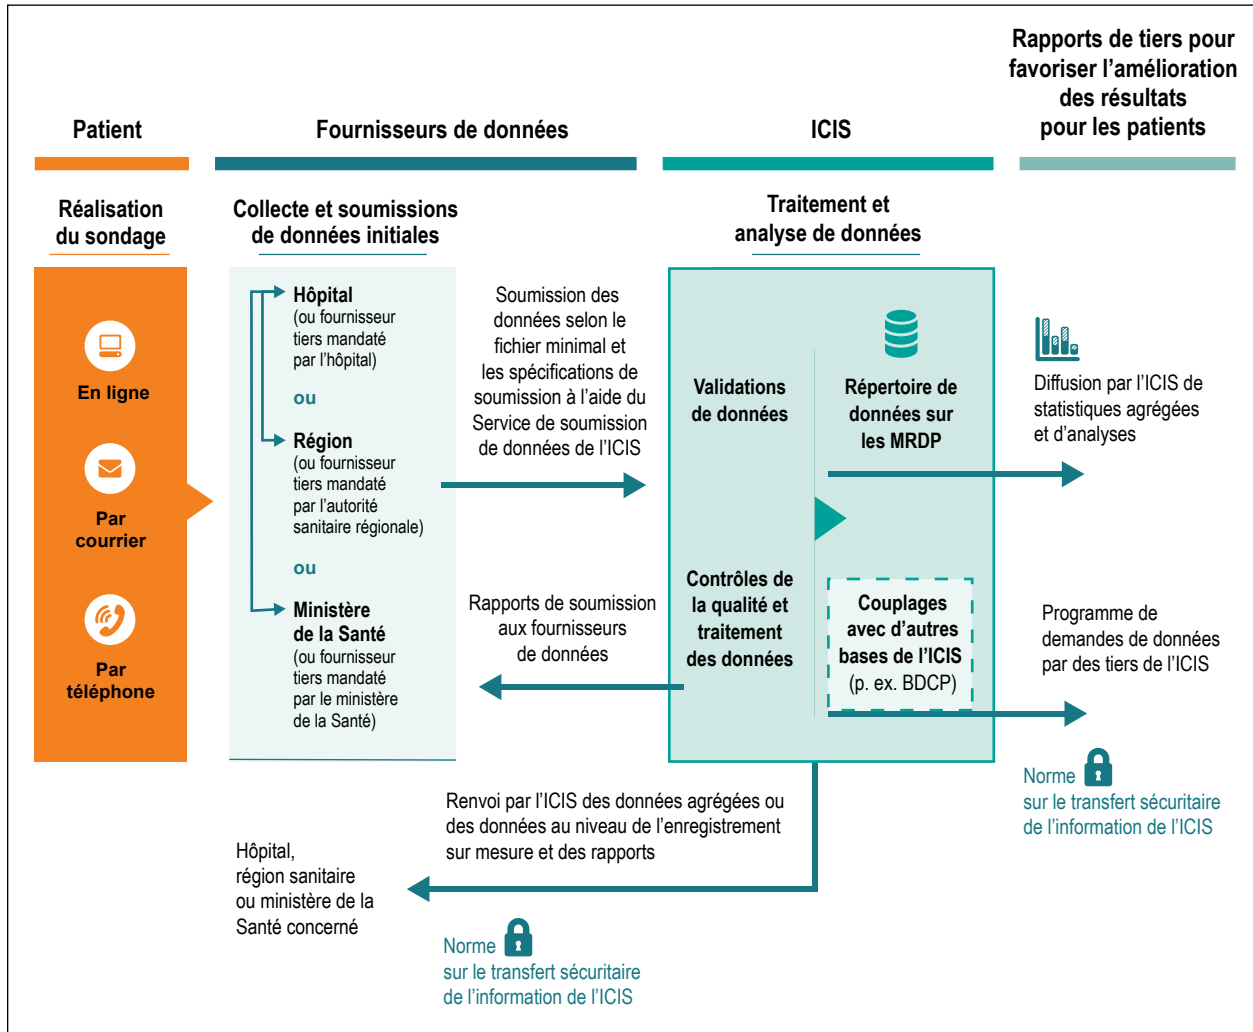 Patient
Fournisseurs de données
ICIS
Rapports de tiers pour
favoriser l’amélioration
des résultats
pour les patients
Réalisation
du sondage
En ligne
Par
courrier
Par
téléphone
Collecte et soumissions
de données initiales
Hôpital
(ou fournisseur
tiers mandaté
par l’hôpital)
ou
Région
(ou fournisseur
tiers mandaté
par l’autorité
sanitaire régionale)
ou
Ministère
de la Santé
(ou fournisseur
tiers mandaté
par le ministère
de la Santé)
Soumission des
données selon le
fichier minimal et
les spécifications de
soumission à l’aide du
Service de soumission
de données de l’ICIS
Rapports de soumission
aux fournisseurs
de données
Traitement et
analyse de données
Validations
de données
Contrôles de
la qualité et
traitement
des données
Répertoire de
données sur
les MRDP
Couplages
avec d’autres
bases de l’ICIS
(p. ex. BDCP)
Diffusion par l’ICIS de
statistiques agrégées
et d’analyses
Programme de
demandes de données
par des tiers de l’ICIS
Norme
sur le transfert sécuritaire
de l’information de l’ICIS
Renvoi par l’ICIS des données agrégées ou
des données au niveau de l’enregistrement
sur mesure et des rapports
Hôpital,
région sanitaire
ou ministère de la
Santé concerné
Norme
sur le transfert sécuritaire
de l’information de l’ICIS